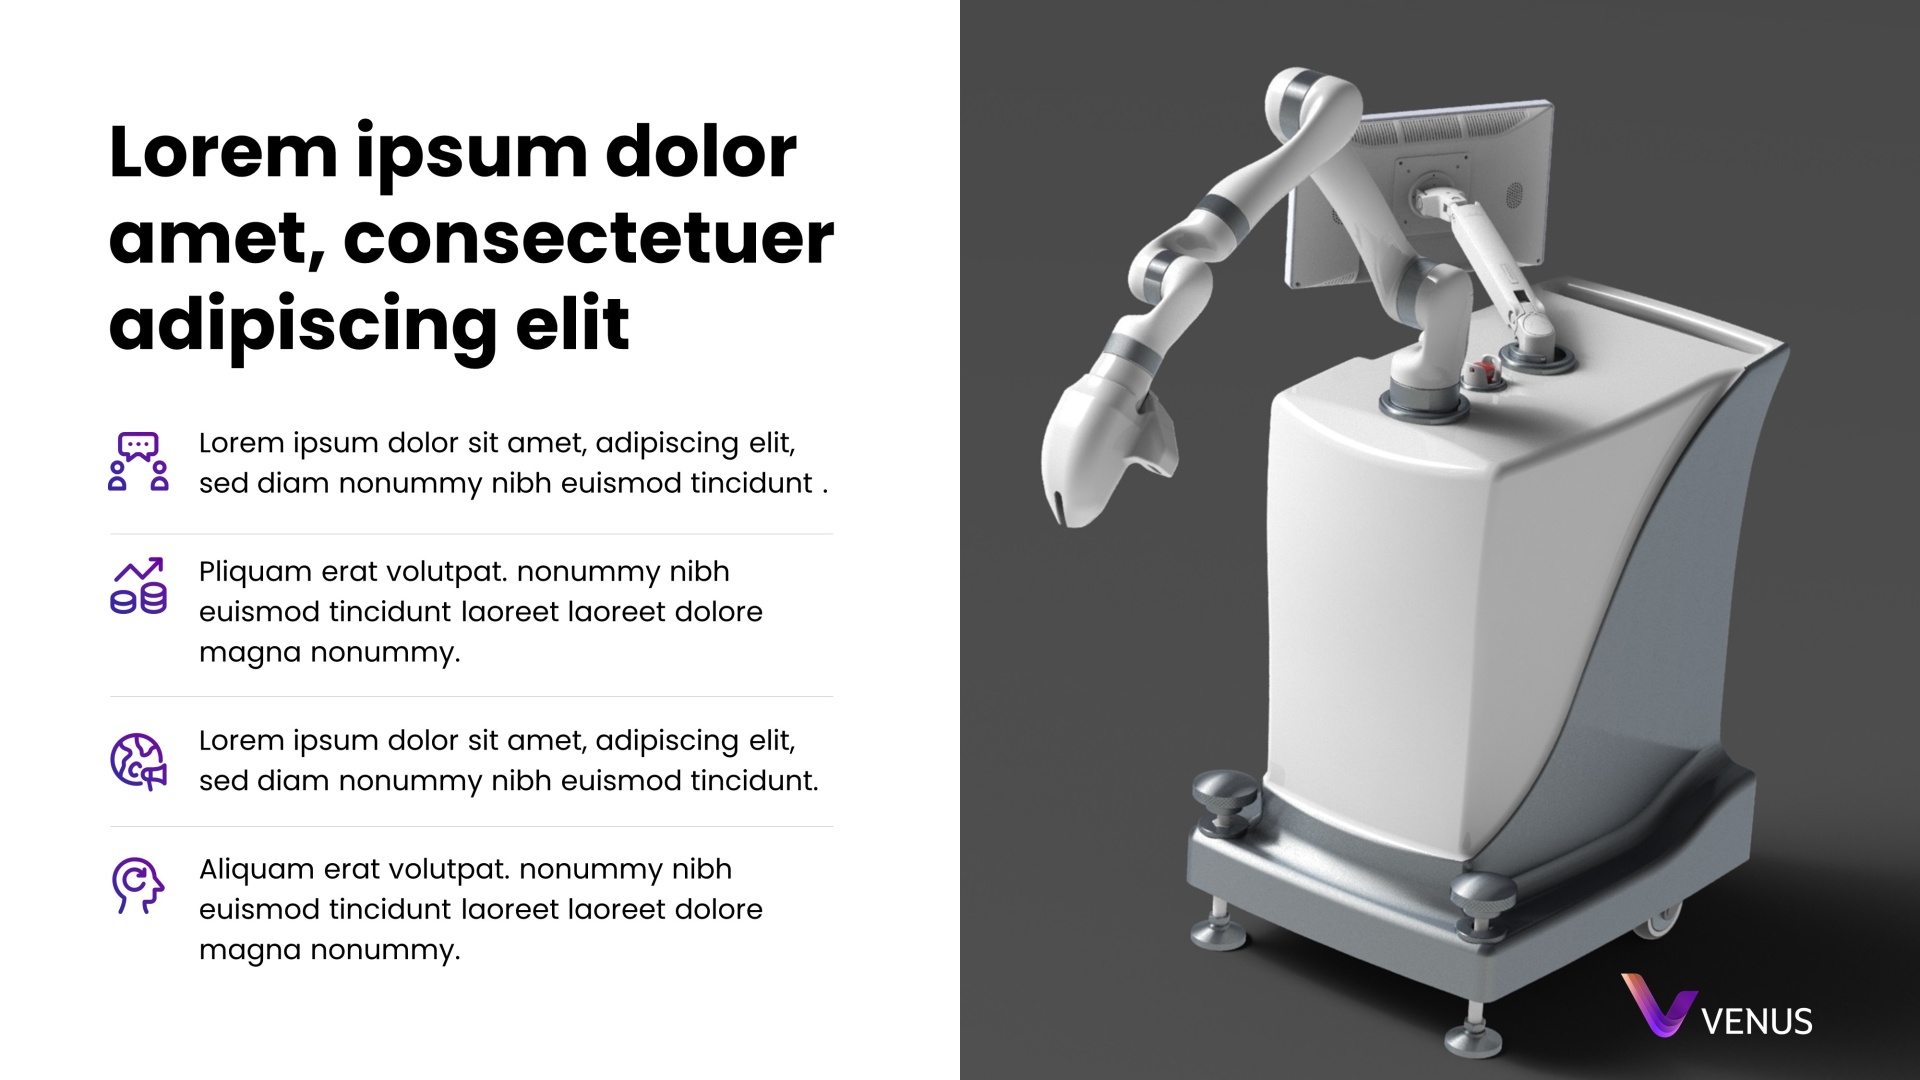 Lorem ipsum dolor
amet, consectetuer
adipiscing elit
Lorem ipsum dolor sit amet, adipiscing elit,
sed diam nonummy nibh euismod tincidunt .
Pliquam erat volutpat. nonummy nibh
euismod tincidunt laoreet laoreet dolore
magna nonummy.
Lorem ipsum dolor sit amet, adipiscing elit,
sed diam nonummy nibh euismod tincidunt.
Aliquam erat volutpat. nonummy nibh
euismod tincidunt laoreet laoreet dolore
magna nonummy.
VENUS